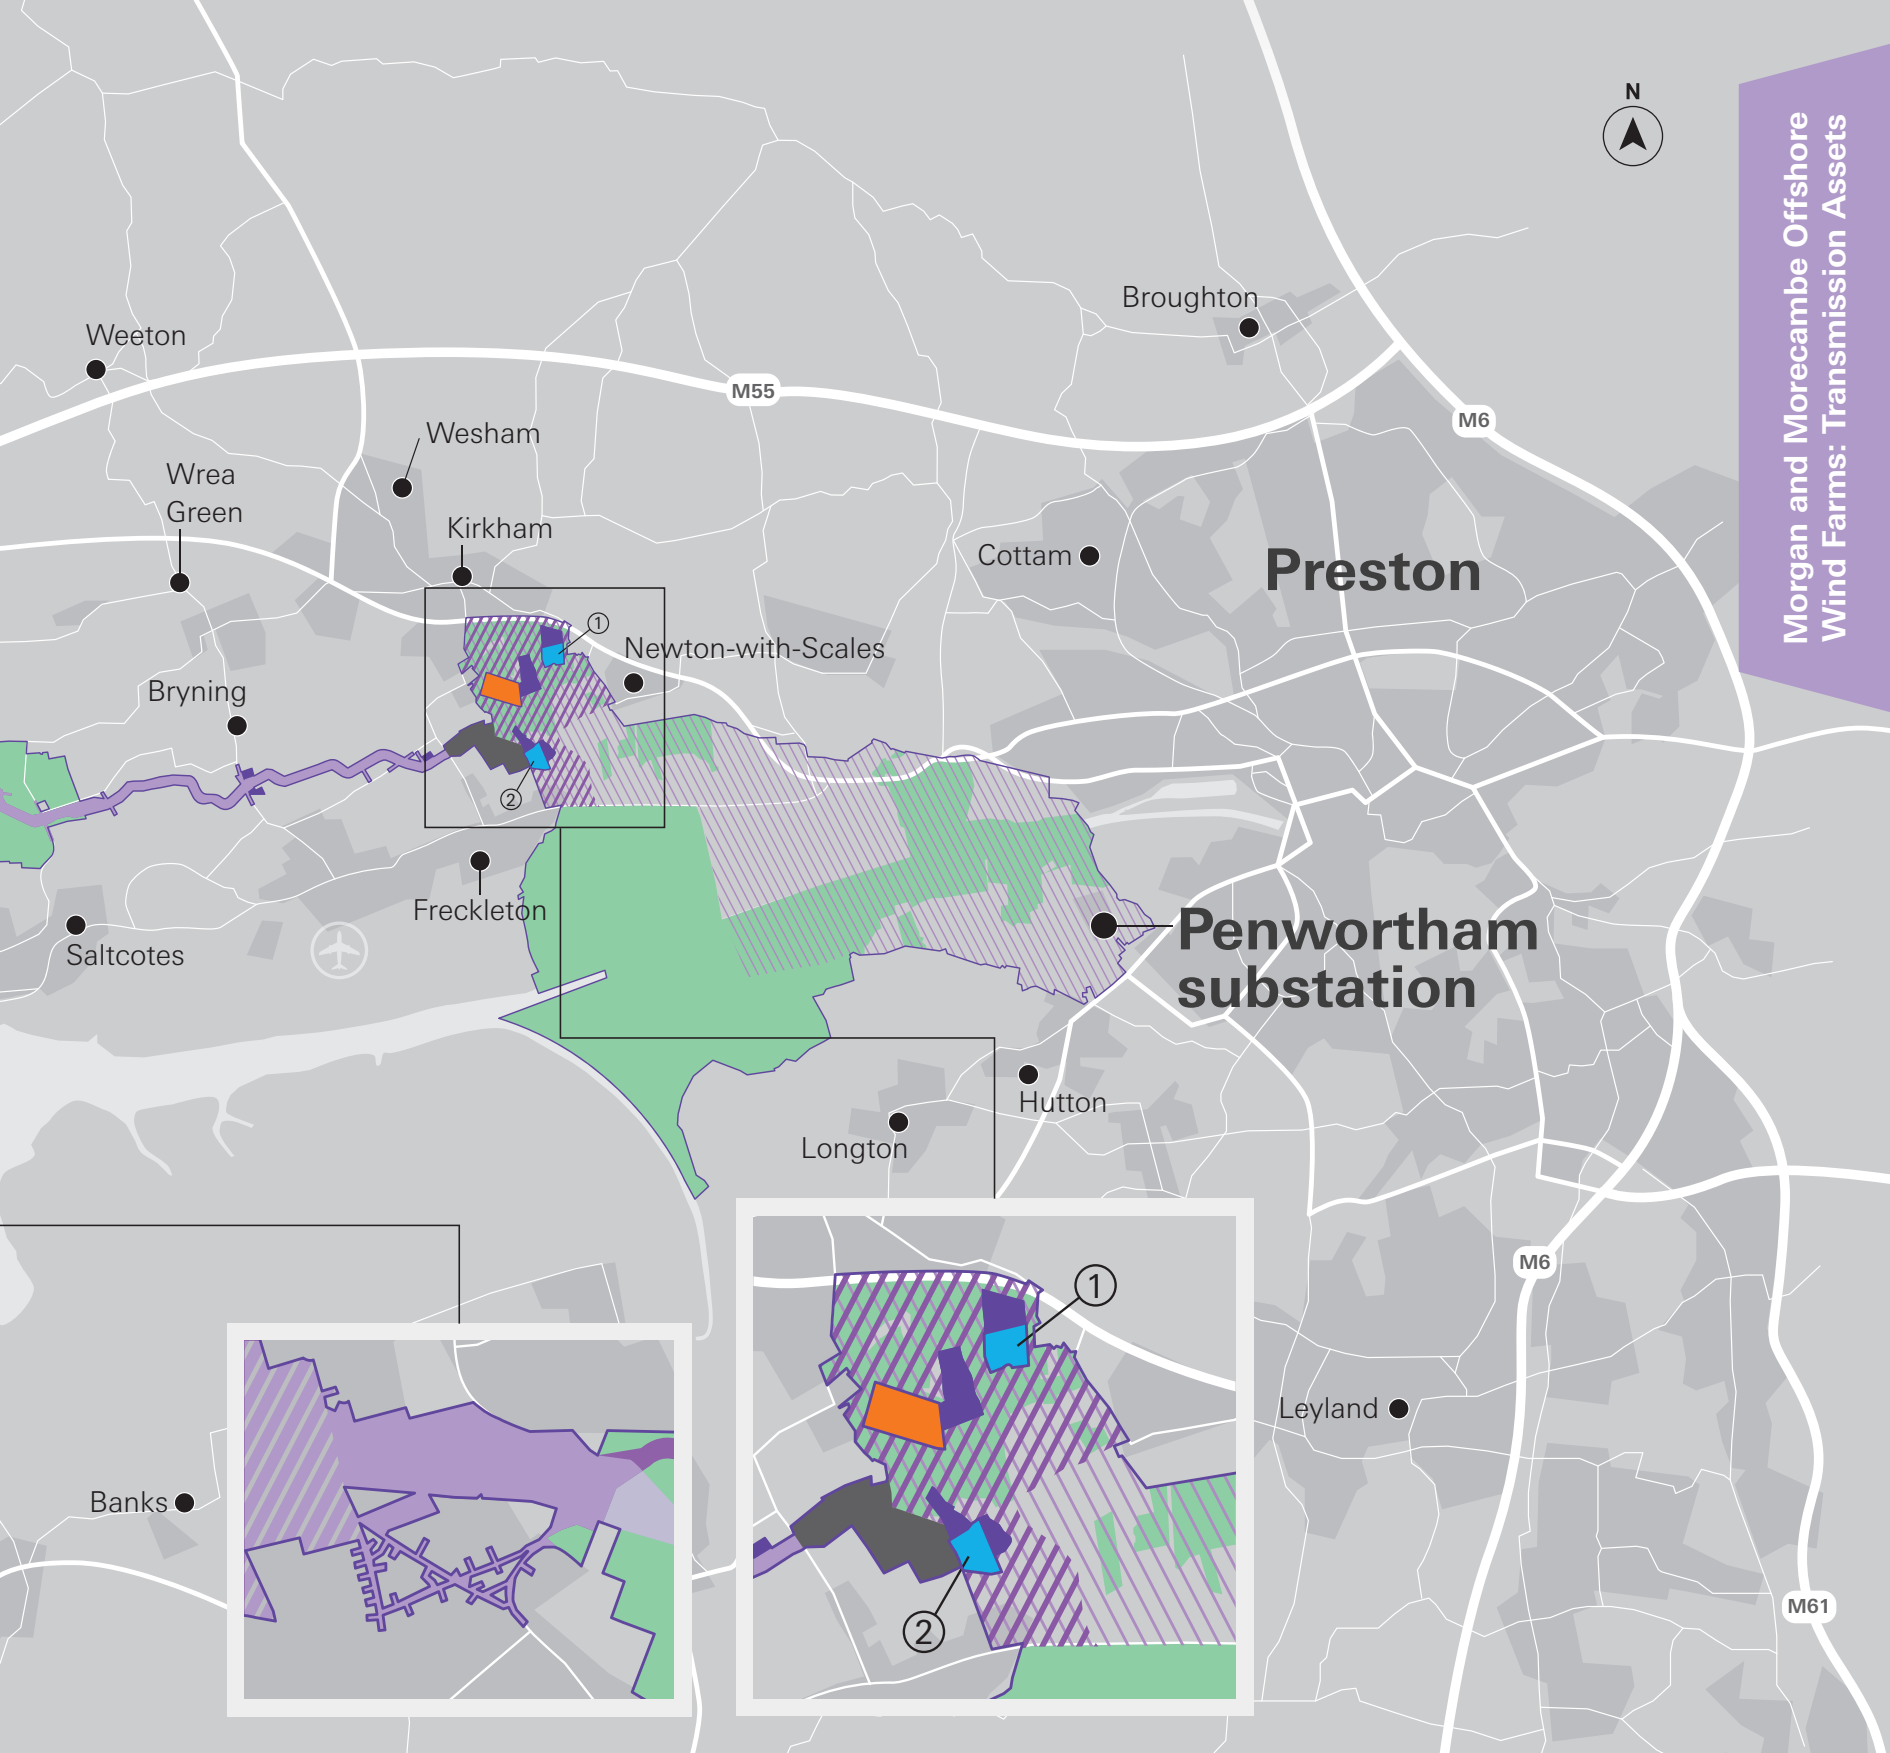 N
Morgan and Morecambe Offshore
Wind Farms: Transmission Assets
Broughton
Weeton
M55
M6
Wesham
Wrea
Green
Kirkham
Cottam
Preston
1
Newton-with-Scales
Bryning
2
Freckleton
Penwortham
substation
Saltcotes
Hutton
Longton
M6
1
Leyland
Banks
2
M61